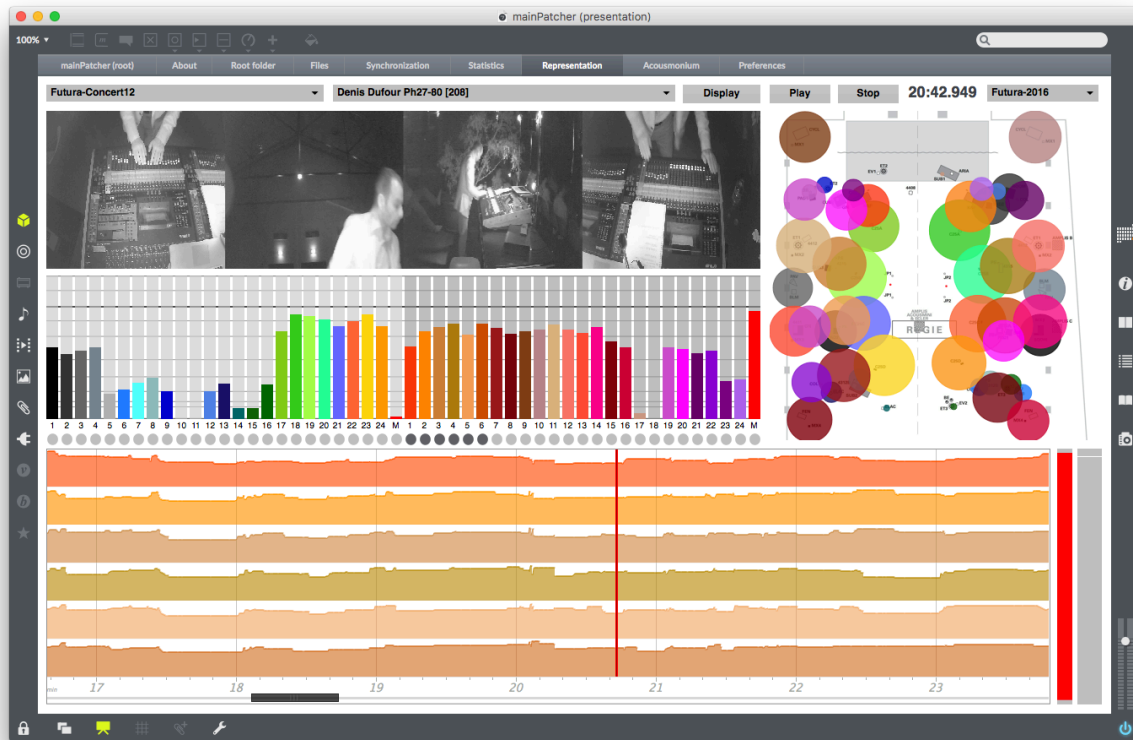 mainPatcher (presentation)
100%
mainPatcher (root) About Root folder Files Synchronization Statistics Representation Acousmonium Preferences
Futura-Concert12 Denis Dufour Ph27-80 [208] Display Play Stop 20:42.949 Futura-2016
REGIE
1 2 3 4 5 6 7 8 9 10 11 12 13 14 15 16 17 18 19 20 21 22 23 24 M 1 2 3 4 5 6 7 8 9 10 11 12 13 14 15 16 17 18 19 20 21 22 23 24 M
min 17 18 19 20 21 22 23